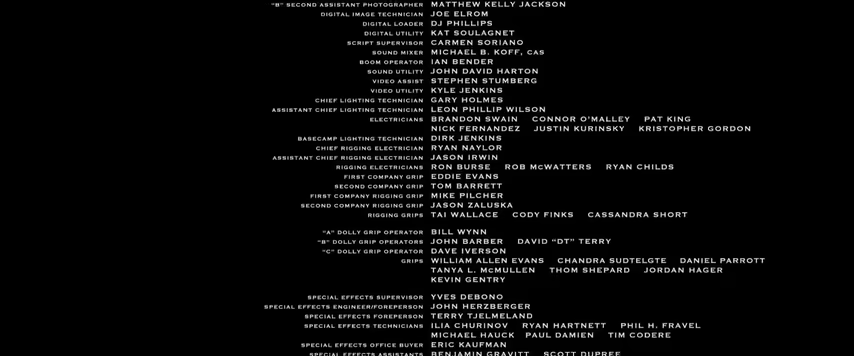 "B" SECOND ASSISTANT PHOTOGRAPHER MATTHEW KELLY JACKSON
DIGITAL IMAGE TECHNICIAN JOE ELROM
DIGITAL LOADER DJ PHILLIPS
DIGITAL UTILITY KAT SOULAGNET
SCRIPT SUPERVISOR CARMEN SORIANO
SOUND MIXER MICHAEL B. KOFF, CAS
BOOM OPERATOR IAN BENDER
SOUND UTILITY JOHN DAVID HARTON
VIDEO ASSIST STEPHEN STUMBERG
VIDEO UTILITY KYLE JENKINS
CHIEF LIGHTING TECHNICIAN GARY HOLMES
ASSISTANT CHIEF LIGHTING TECHNICIAN LEON PHILLIP WILSON
ELECTRICIANS BRANDON SWAIN CONNOR O'MALLEY PAT KING
NICK FERNANDEZ JUSTIN KURINSKY KRISTOPHER GORDON
BASECAMP LIGHTING TECHNICIAN DIRK JENKINS
CHIEF RIGGING ELECTRICIAN RYAN NAYLOR
ASSISTANT CHIEF RIGGING ELECTRICIAN JASON IRWIN
RIGGING ELECTRICIANS RON BURSE ROB McWATTERS RYAN CHILDS
FIRST COMPANY GRIP EDDIE EVANS
SECOND COMPANY GRIP TOM BARRETT
FIRST COMPANY RIGGING GRIP MIKE PILCHER
SECOND COMPANY RIGGING GRIP JASON ZALUSKA
RIGGING GRIPS TAI WALLACE CODY FINKS CASSANDRA SHORT
"A" DOLLY GRIP OPERATOR BILL WYNN
"B" DOLLY GRIP OPERATORS JOHN BARBER DAVID "DT" TERRY
"C" DOLLY GRIP OPERATOR DAVE IVERSON
GRIPS WILLIAM ALLEN EVANS CHANDRA SUDTELGTE DANIEL PARROTT
TANYA L. McMULLEN THOM SHEPARD JORDAN HAGER
KEVIN GENTRY
SPECIAL EFFECTS SUPERVISOR YVES DEBONO
SPECIAL EFFECTS ENGINEER/FOREPERSON JOHN HERZBERGER
SPECIAL EFFECTS FOREPERSON TERRY TJELMELAND
SPECIAL EFFECTS TECHNICIANS ILIA CHURINOV RYAN HARTNETT PHIL H. FRAVEL
MICHAEL HAUCK PAUL DAMIEN TIM CODERE
SPECIAL EFFECTS OFFICE BUYER ERIC KAUFMAN
SPECIAL EFFECTS ASSISTANTS BENJAMIN GRAVITT SCOTT DUPREE